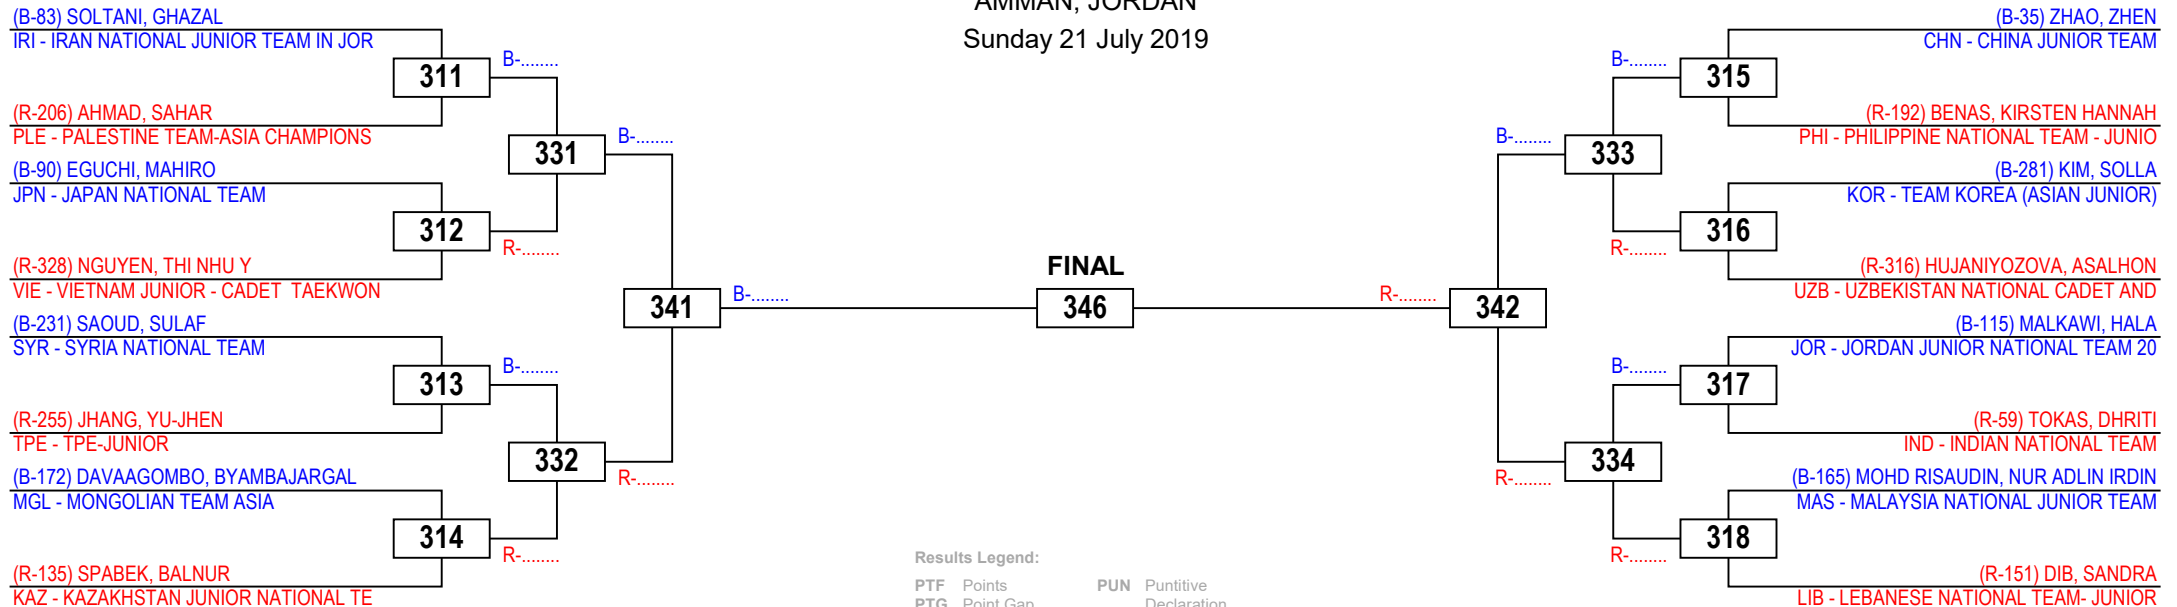 AMMAN, JORDAN
Sunday 21 July 2019
(B-83) SOLTANI, GHAZAL
IRI - IRAN NATIONAL JUNIOR TEAM IN JOR
311
B-........
(R-206) AHMAD, SAHAR
PLE - PALESTINE TEAM-ASIA CHAMPIONS
331
B-........
(B-90) EGUCHI, MAHIRO
JPN - JAPAN NATIONAL TEAM
312
R-........
(R-328) NGUYEN, THI NHU Y
VIE - VIETNAM JUNIOR - CADET  TAEKWON
341
B-........
(B-231) SAOUD, SULAF
SYR - SYRIA NATIONAL TEAM
313
B-........
(R-255) JHANG, YU-JHEN
TPE - TPE-JUNIOR
332
R-........
(B-172) DAVAAGOMBO, BYAMBAJARGAL
MGL - MONGOLIAN TEAM ASIA
314
R-........
(R-135) SPABEK, BALNUR
KAZ - KAZAKHSTAN JUNIOR NATIONAL TE
FINAL
346
(B-35) ZHAO, ZHEN
CHN - CHINA JUNIOR TEAM
B-........
315
(R-192) BENAS, KIRSTEN HANNAH
PHI - PHILIPPINE NATIONAL TEAM - JUNIO
B-........
333
(B-281) KIM, SOLLA
KOR - TEAM KOREA (ASIAN JUNIOR)
R-........
316
(R-316) HUJANIYOZOVA, ASALHON
UZB - UZBEKISTAN NATIONAL CADET AND
R-........
342
(B-115) MALKAWI, HALA
JOR - JORDAN JUNIOR NATIONAL TEAM 20
B-........
317
(R-59) TOKAS, DHRITI
IND - INDIAN NATIONAL TEAM
R-........
334
(B-165) MOHD RISAUDIN, NUR ADLIN IRDIN
MAS - MALAYSIA NATIONAL JUNIOR TEAM
R-........
318
(R-151) DIB, SANDRA
LIB - LEBANESE NATIONAL TEAM- JUNIOR
Results Legend:
PTF Points PUN Puntitive
PTG Point Gap Declaration